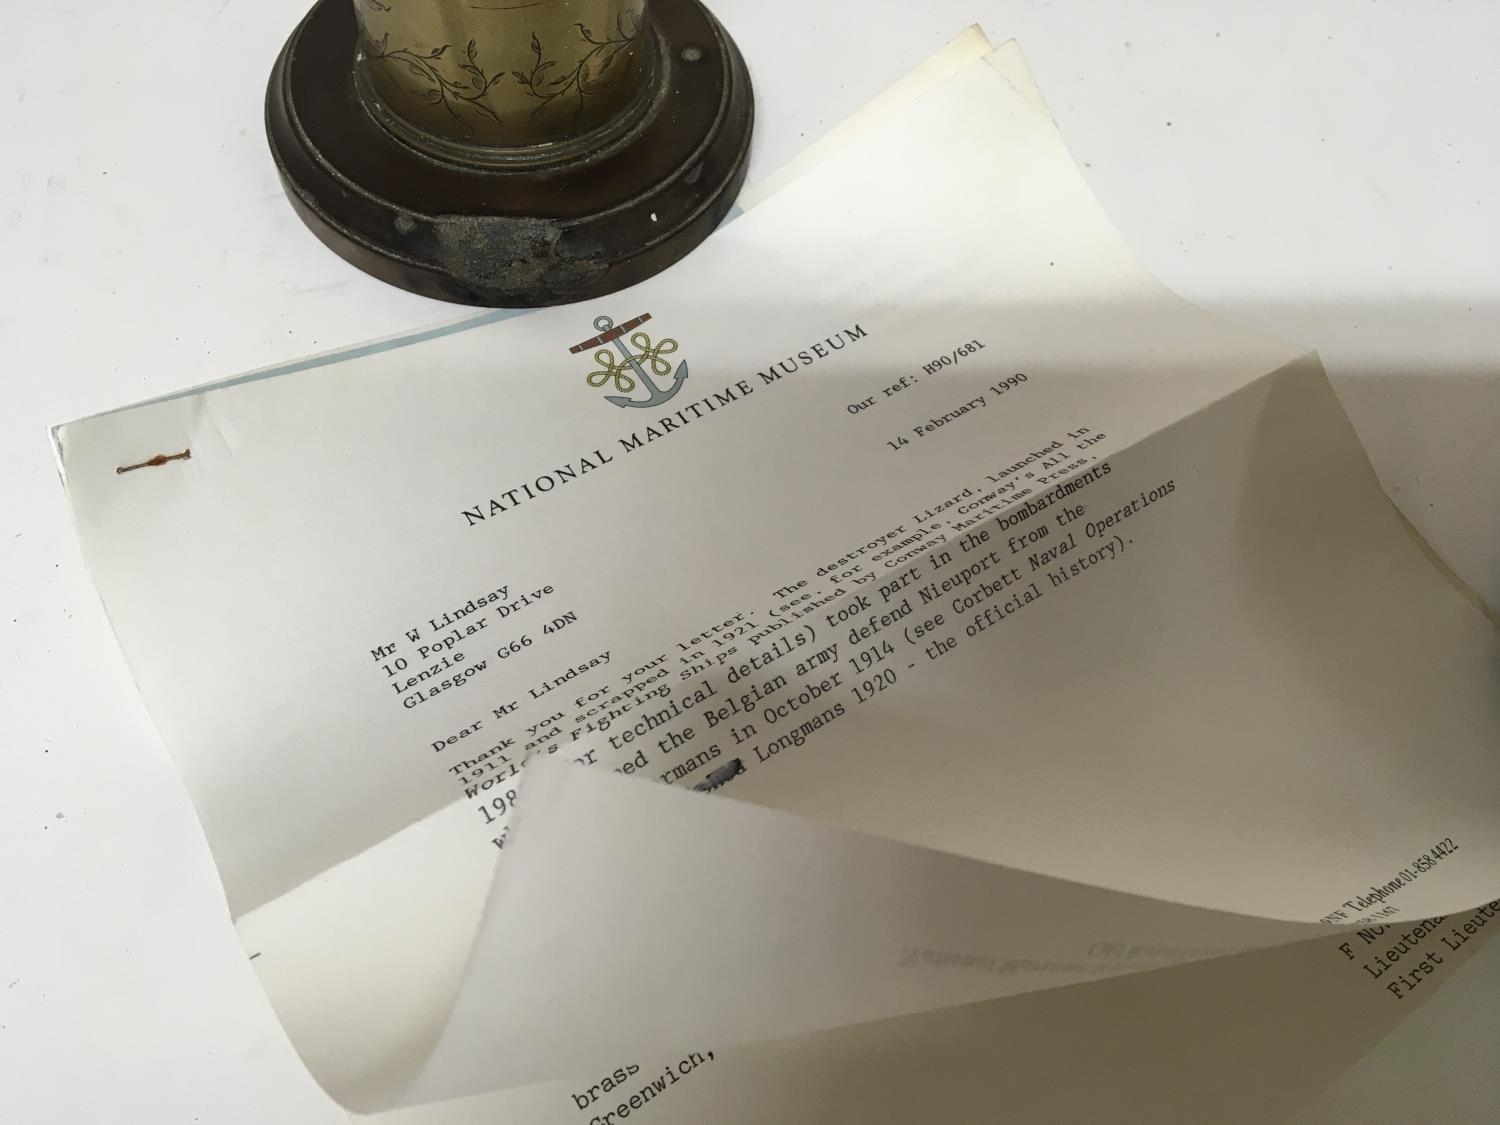 NATIONAL MARITIME MUSEUM
Our ref: H90/681
14 February 1990
Mr W Lindsay
10 Poplar Drive
Lenzie
Glasgow G66 4DN
Dear Mr Lindsay
Thank you for your letter. The destroyer Lizard, launched in
1911 and scrapped in 1921 (see, for example, Conway's All the
World's Fighting Ships published by Conway Maritime Press,
198 or technical details) took part in the bombardments
ed the Belgian army defend Nieuport from the
rmans in October 1914 (see Corbett Naval Operations
Longmans 1920 - the official history).
9NF Telephone 01-858 4422
F No
Lieutena
First Lieute
brass
Greenwich,